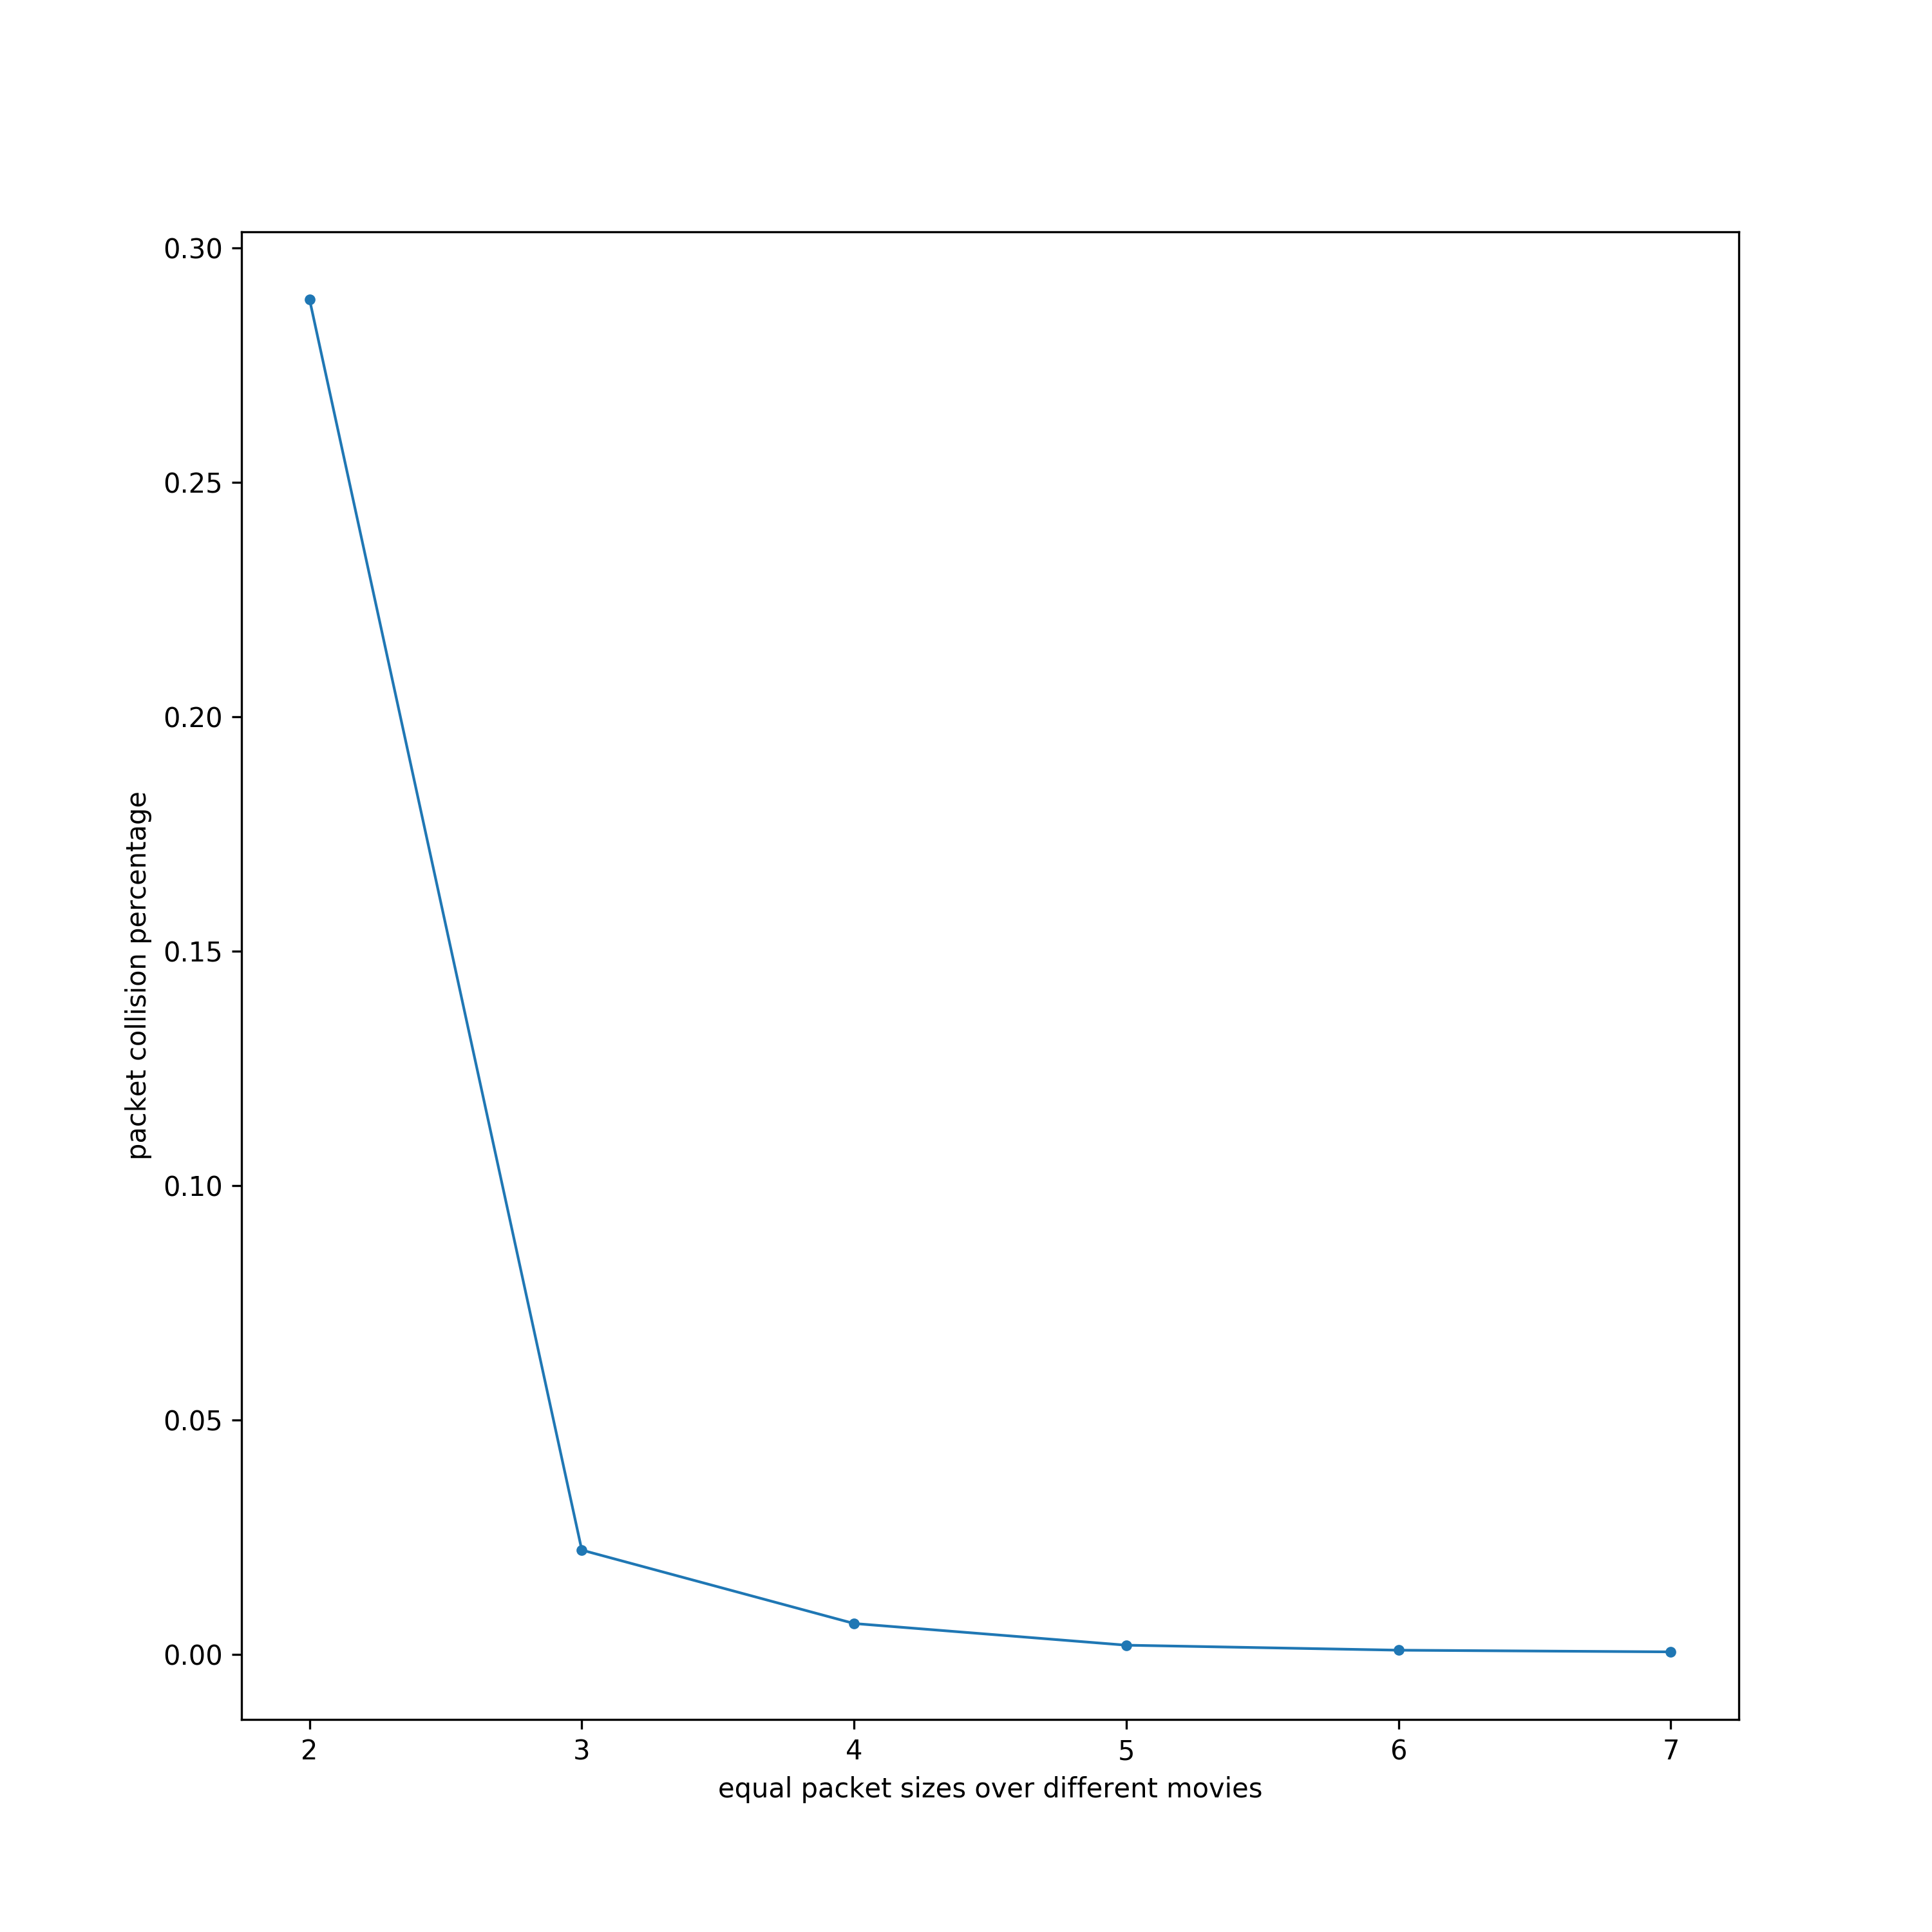 0.30
0.25
0.20
0.15
0.10
0.05
0.00
packet collision percentage
2 3 4 5 6 7
equal packet sizes over different movies